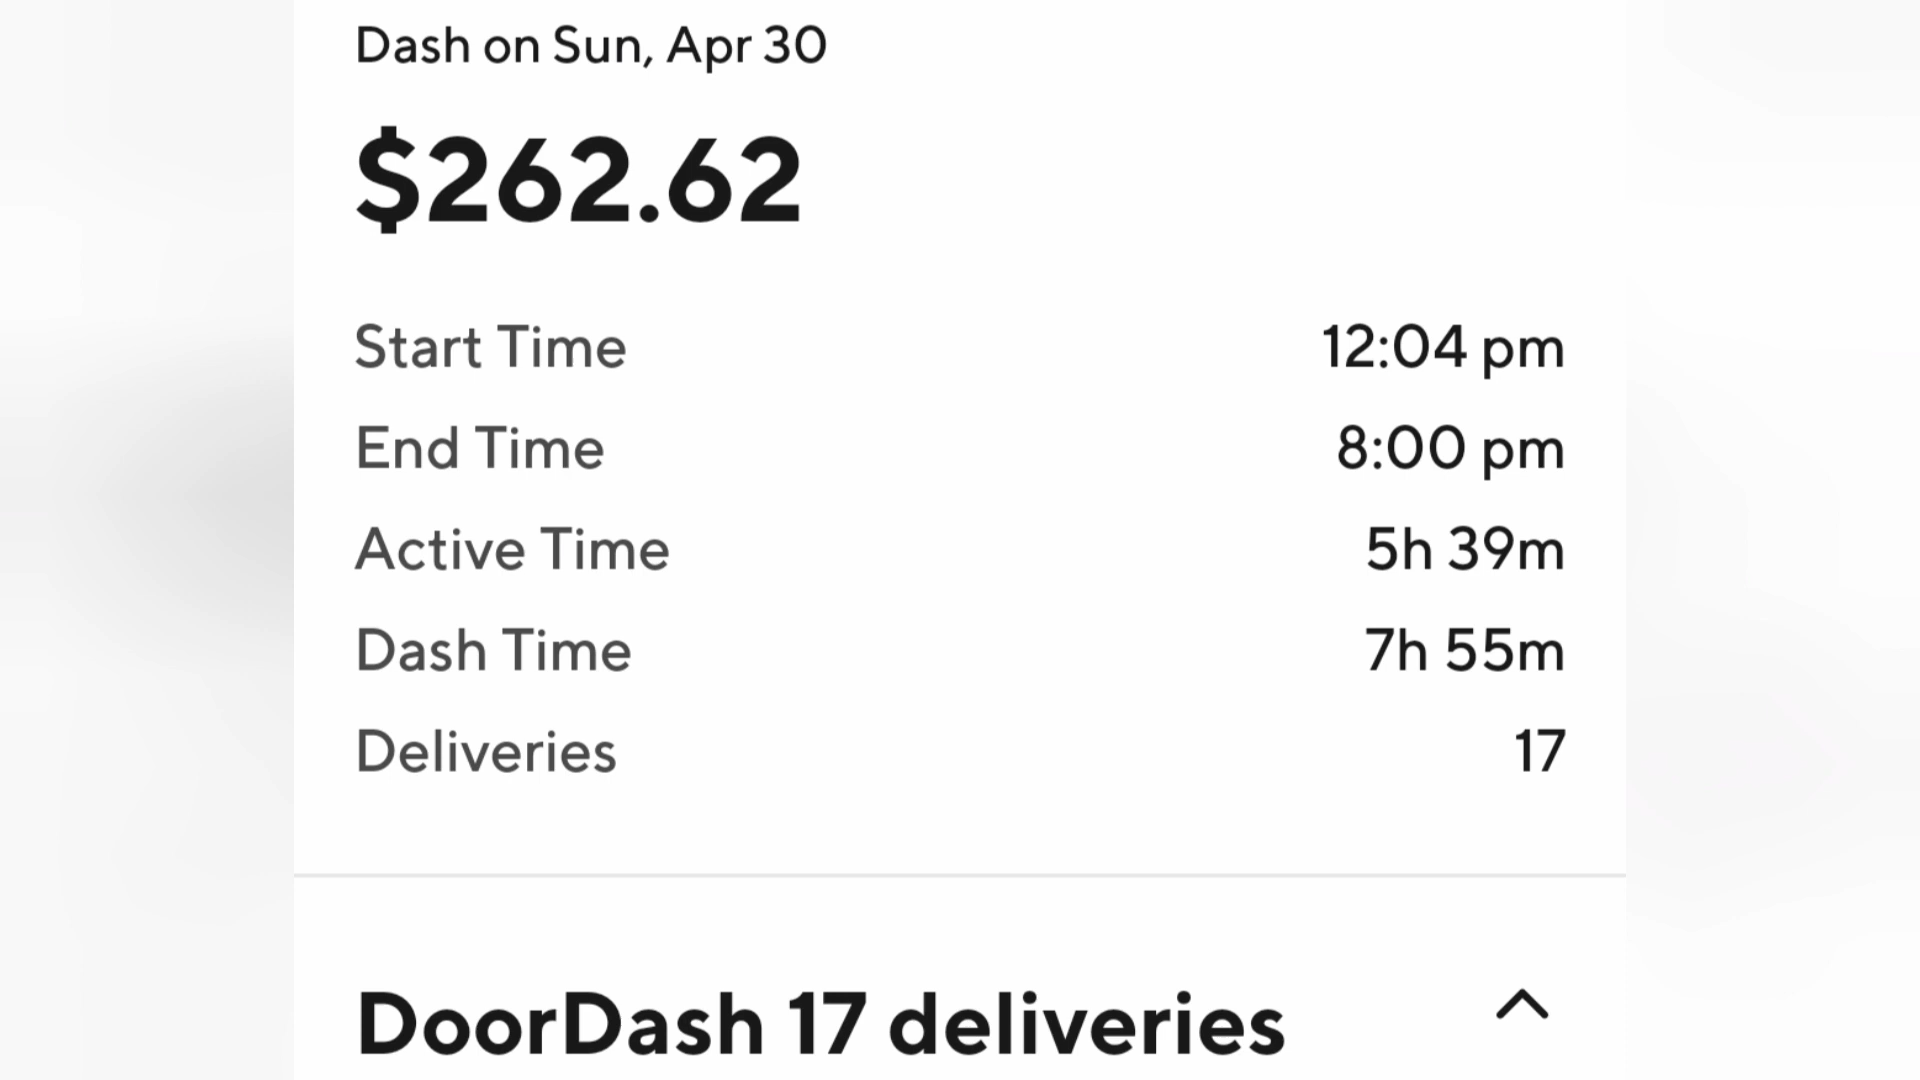 Dash on Sun, Apr 30
$262.62
Start Time 12:04 pm
End Time 8:00 pm
Active Time 5h 39m
Dash Time 7h 55m
Deliveries 17
DoorDash 17 deliveries